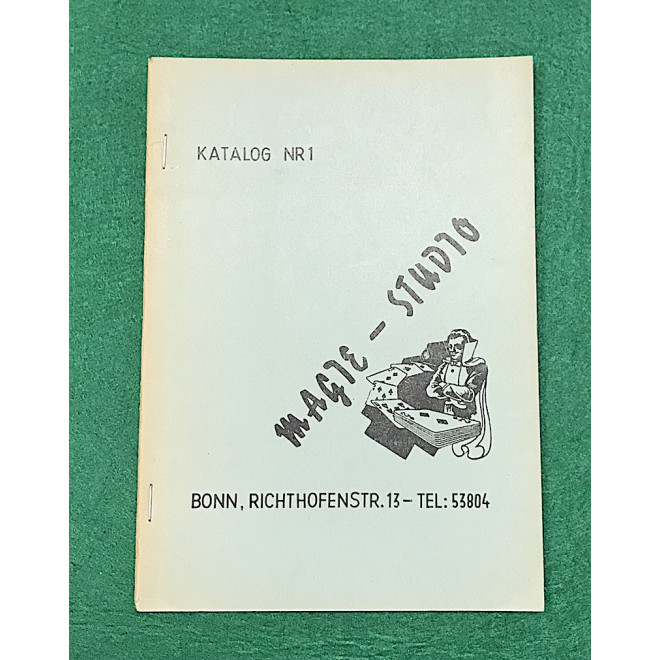 KATALOG NR1
MAGIE – STUDIO
BONN, RICHTHOFENSTR. 13 – TEL: 53804